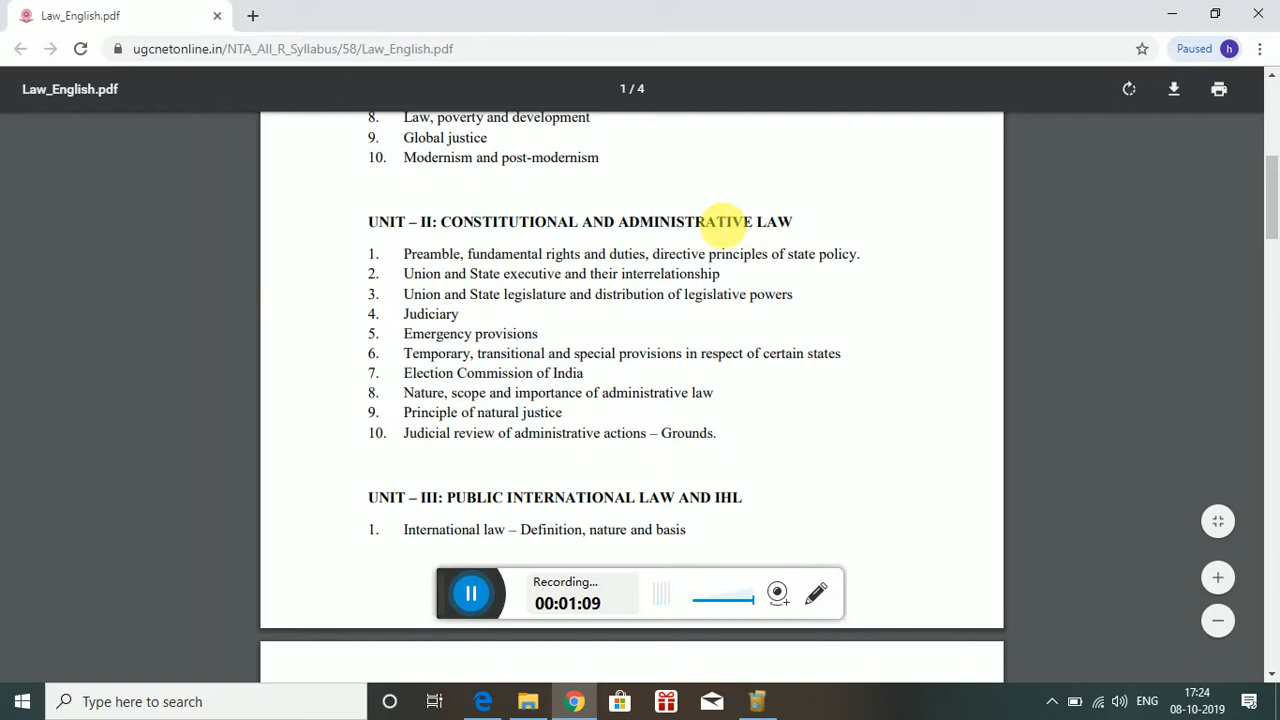 Law_English.pdf
ugcnetonline.in/NTA_All_R_Syllabus/58/Law_English.pdf
Paused h
Law_English.pdf
1 / 4
8. Law, poverty and development
9. Global justice
10. Modernism and post-modernism
UNIT – II: CONSTITUTIONAL AND ADMINISTRATIVE LAW
1. Preamble, fundamental rights and duties, directive principles of state policy.
2. Union and State executive and their interrelationship
3. Union and State legislature and distribution of legislative powers
4. Judiciary
5. Emergency provisions
6. Temporary, transitional and special provisions in respect of certain states
7. Election Commission of India
8. Nature, scope and importance of administrative law
9. Principle of natural justice
10. Judicial review of administrative actions – Grounds.
UNIT – III: PUBLIC INTERNATIONAL LAW AND IHL
1. International law – Definition, nature and basis
Recording...
00:01:09
Type here to search
ENG
17:24
08-10-2019